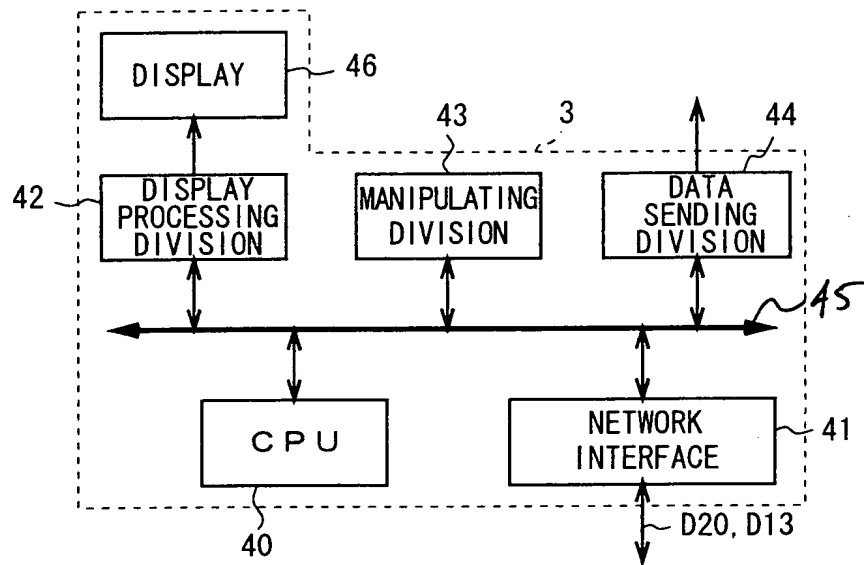 DISPLAY
46
43
3
44
42
DISPLAY
PROCESSING
DIVISION
MANIPULATING
DIVISION
DATA
SENDING
DIVISION
45
CPU
NETWORK
INTERFACE
41
40
D20, D13